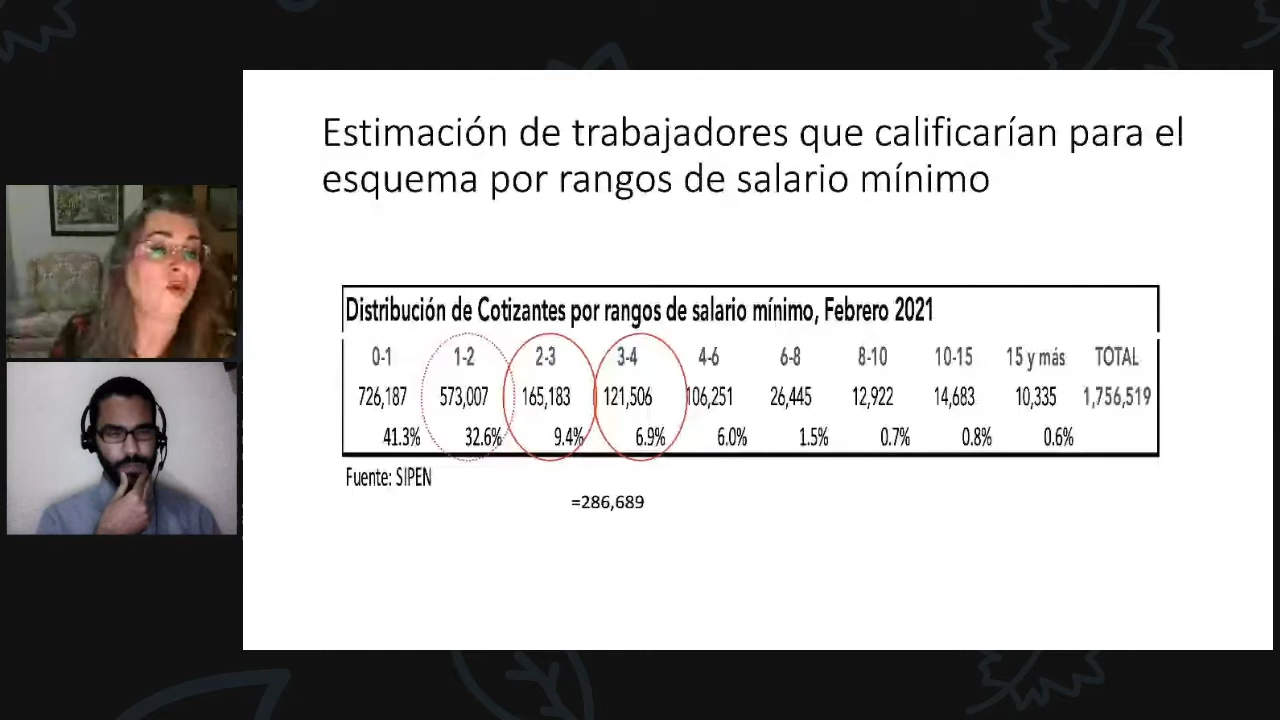 Estimación de trabajadores que calificarían para el
esquema por rangos de salario mínimo
Distribución de Cotizantes por rangos de salario mínimo, Febrero 2021
0-1 1-2 2-3 3-4 4-6 6-8 8-10 10-15 15 y más TOTAL
726,187 573,007 165,183 121,506 106,251 26,445 12,922 14,683 10,335 1,756,519
41.3% 32.6% 9.4% 6.9% 6.0% 1.5% 0.7% 0.8% 0.6%
Fuente: SIPEN
=286,689